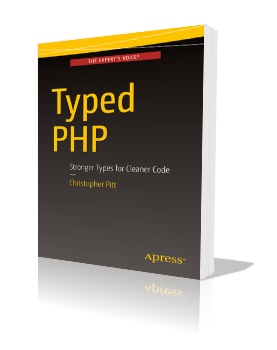 THE EXPERT'S VOICE®
Typed
PHP
Stronger Types for Cleaner Code
Christopher Pitt
Apress®